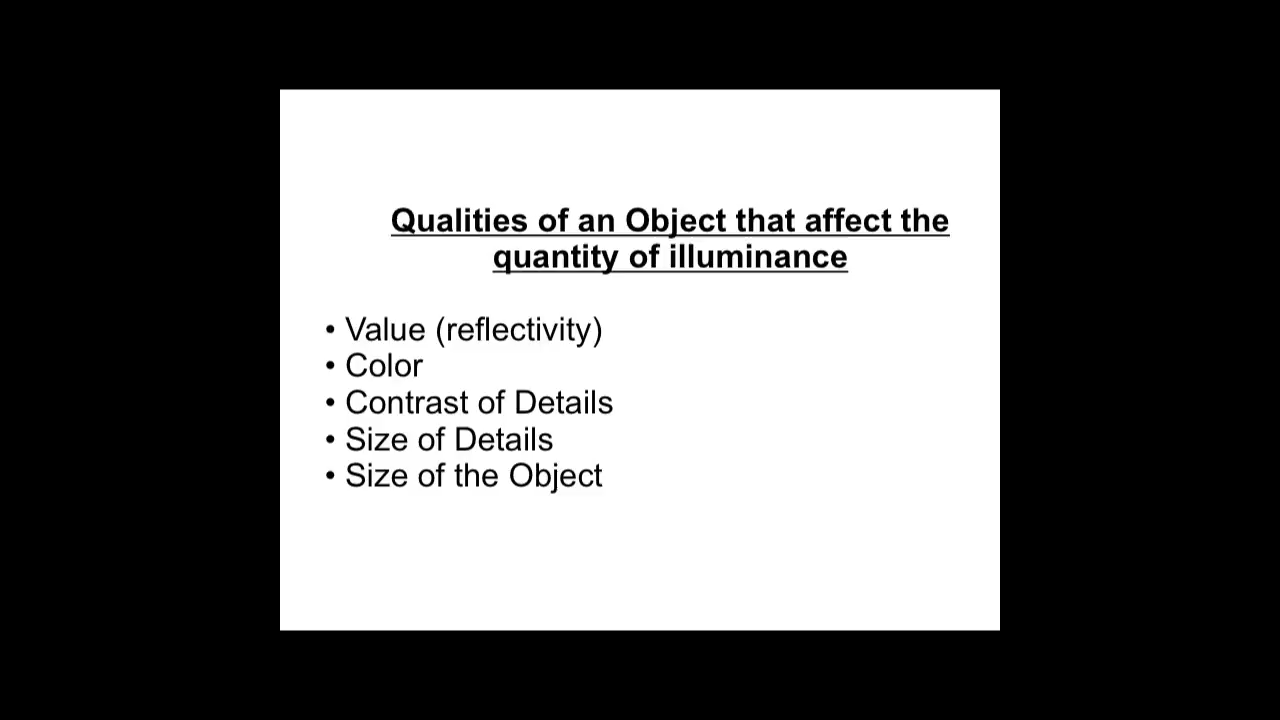 Qualities of an Object that affect the
quantity of illuminance
• Value (reflectivity)
• Color
• Contrast of Details
• Size of Details
• Size of the Object